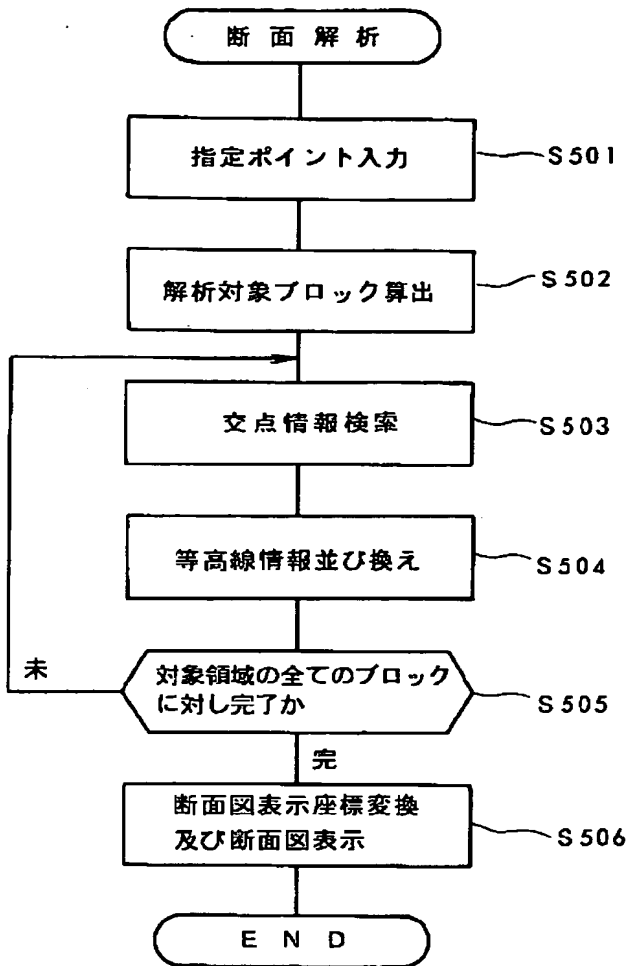 断面解析
指定ポイント入力
S501
解析対象ブロック算出
S502
交点情報検索
S503
等高線情報並び換え
S504
未
対象領域の全てのブロック
に対し完了か
S505
完
断面図表示座標変換
及び断面図表示
S506
END